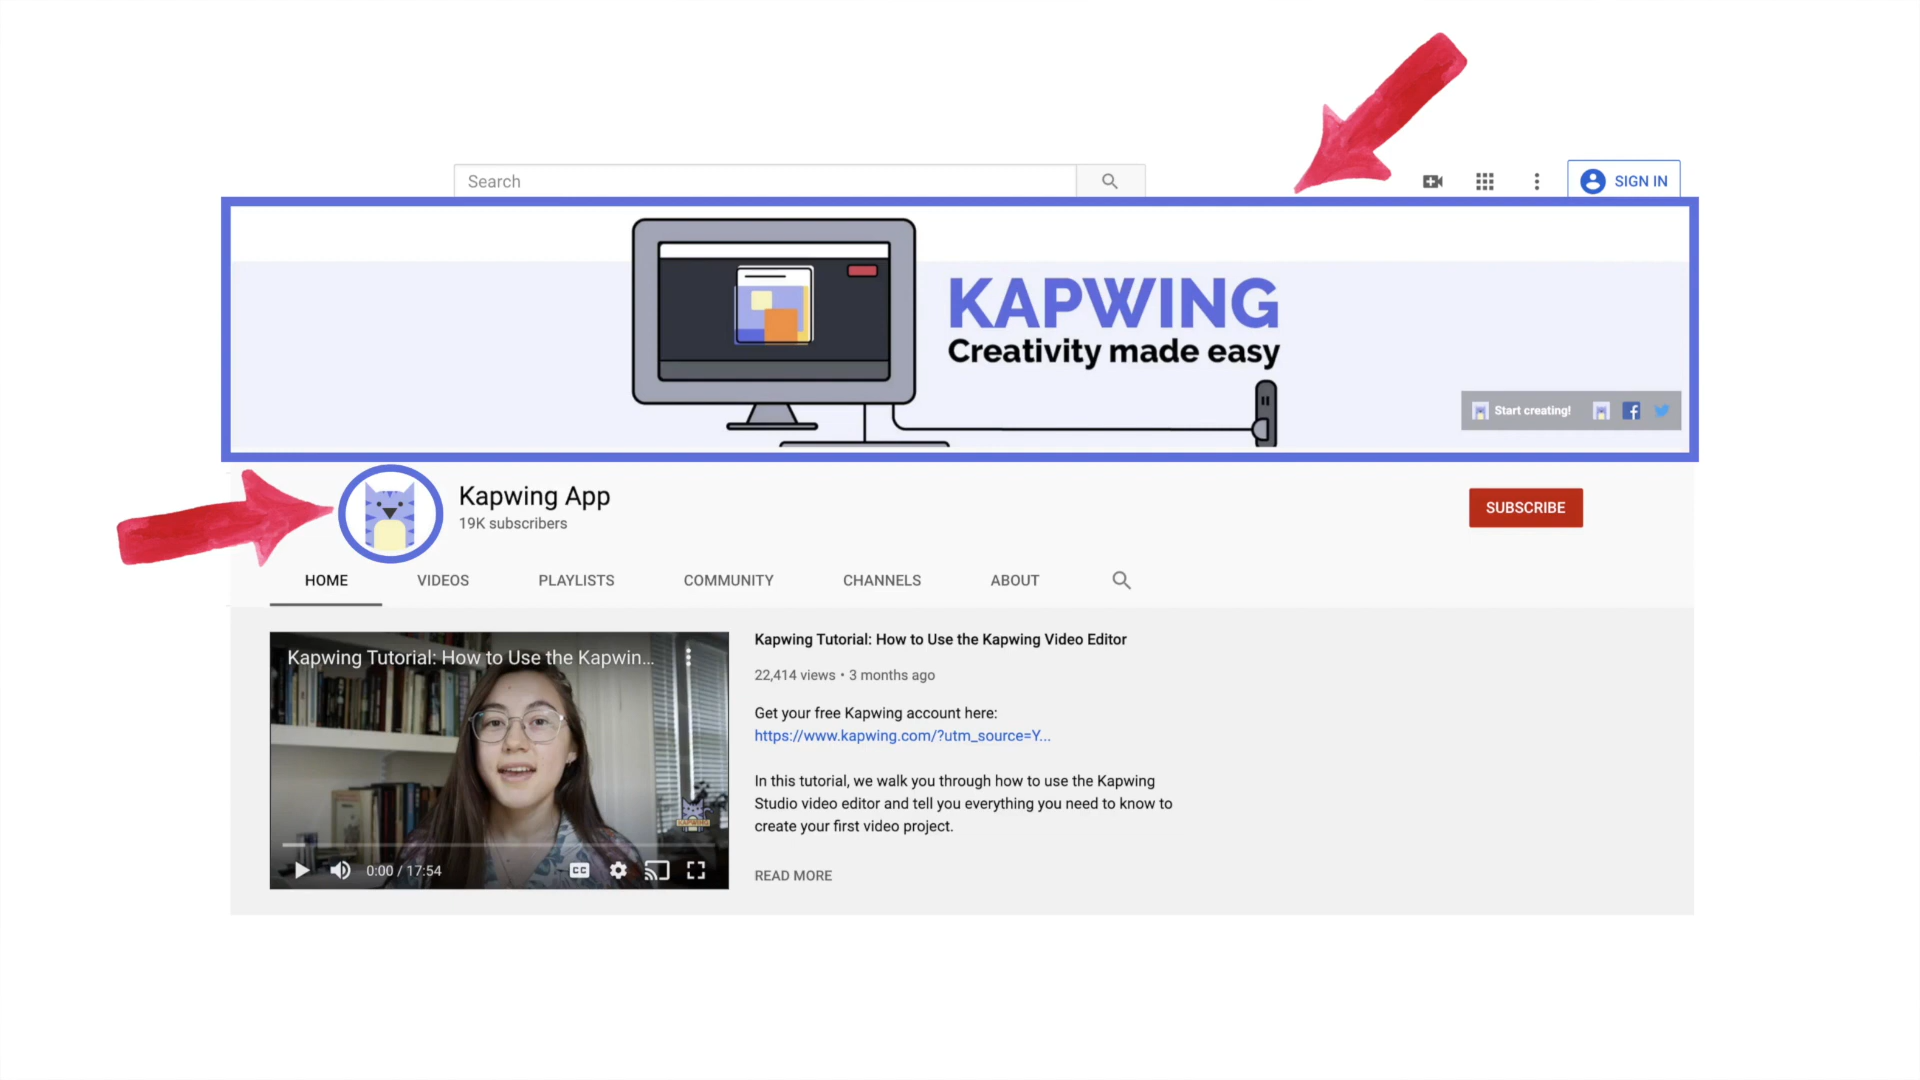 Search
SIGN IN
KAPWING
Creativity made easy
Start creating!
Kapwing App
19K subscribers
SUBSCRIBE
HOME VIDEOS PLAYLISTS COMMUNITY CHANNELS ABOUT
Kapwing Tutorial: How to Use the Kapwin...
KAPWING
0:00 / 17:54
CC
Kapwing Tutorial: How to Use the Kapwing Video Editor
22,414 views • 3 months ago
Get your free Kapwing account here:
https://www.kapwing.com/?utm_source=Y...
In this tutorial, we walk you through how to use the Kapwing
Studio video editor and tell you everything you need to know to
create your first video project.
READ MORE